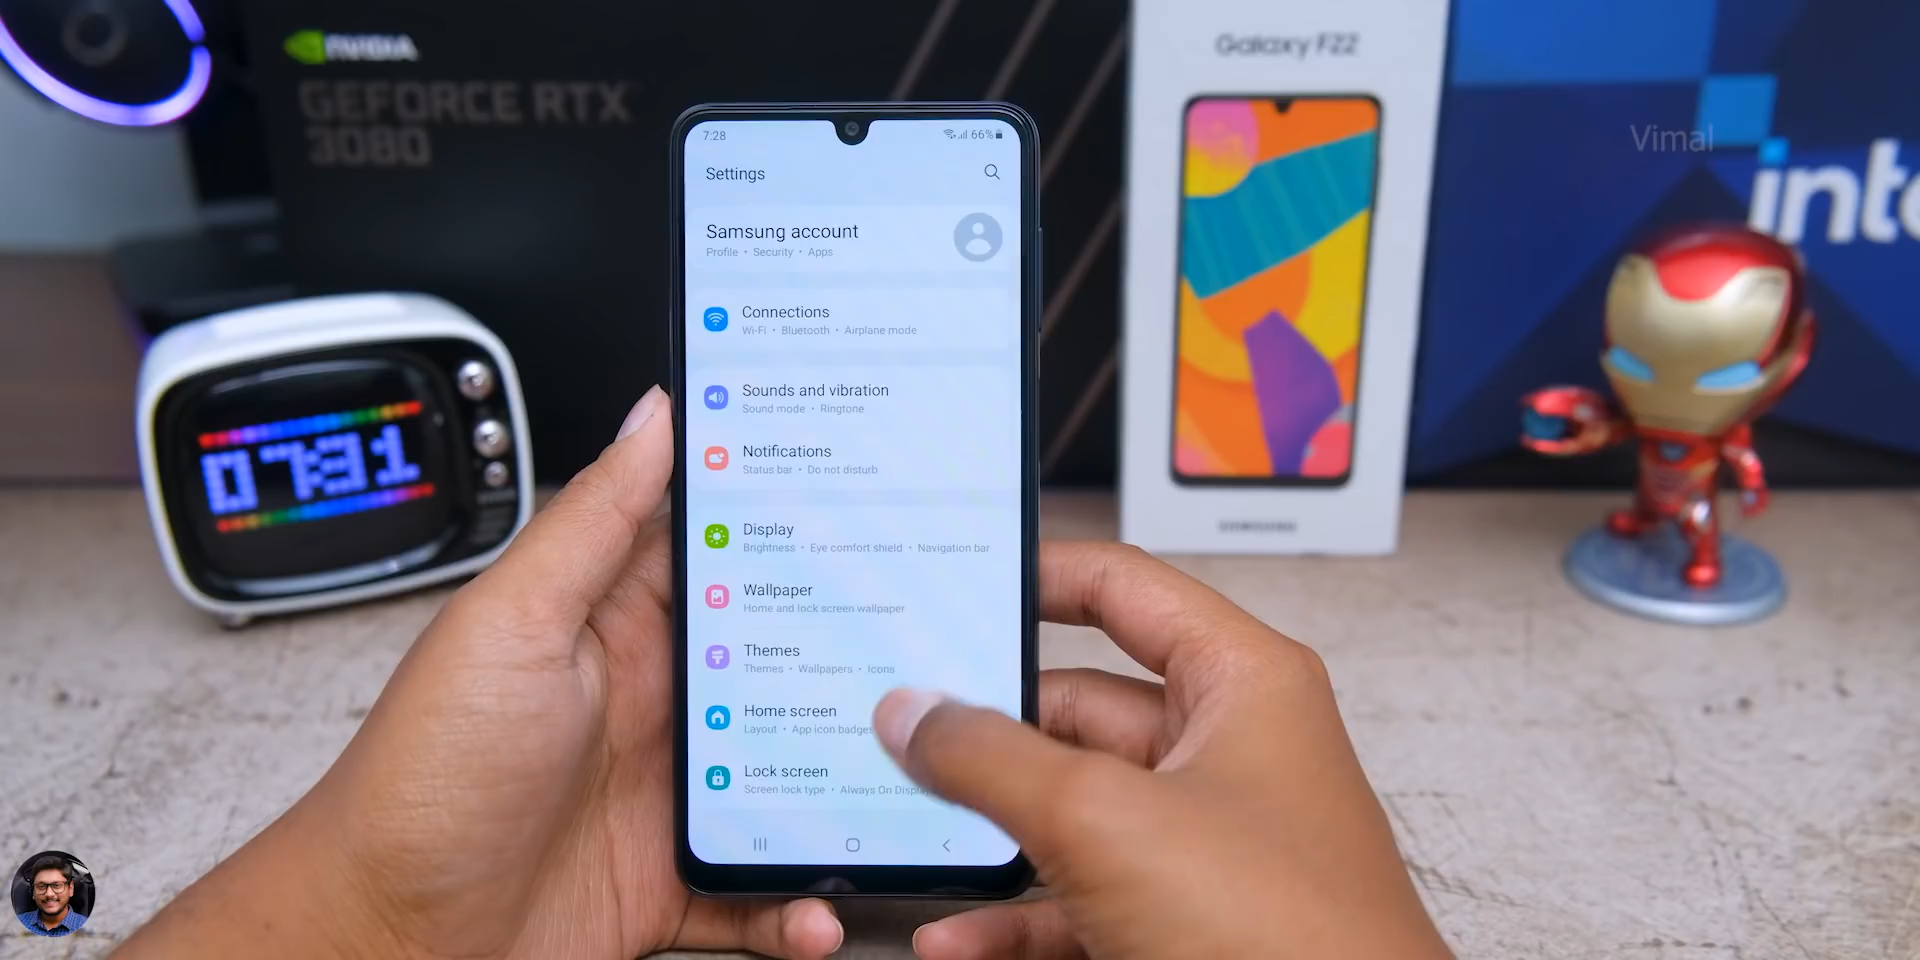 NVIDIA
GEFORCE RTX
3080
Galaxy F22
SAMSUNG
inte
Vimal
07:31
7:28
66%
Settings
Samsung account
Profile • Security • Apps
Connections
Wi-Fi • Bluetooth • Airplane mode
Sounds and vibration
Sound mode • Ringtone
Notifications
Status bar • Do not disturb
Display
Brightness • Eye comfort shield • Navigation bar
Wallpaper
Home and lock screen wallpaper
Themes
Themes • Wallpapers • Icons
Home screen
Layout • App icon badges
Lock screen
Screen lock type • Always On Display